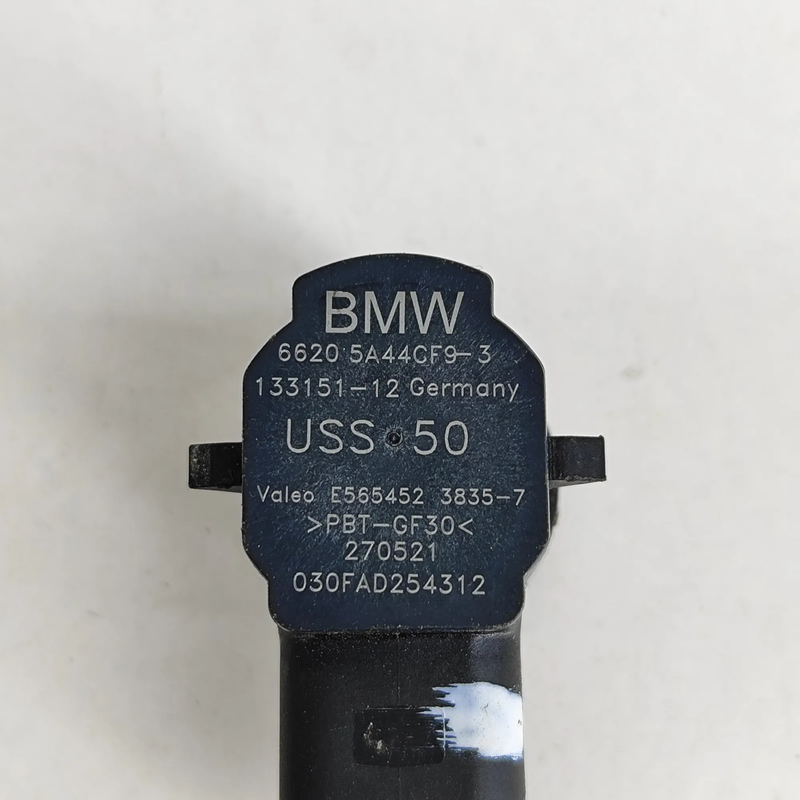 BMW
6620 5A44CF9-3
133151-12 Germany
USS 50
Valeo E565452 3835-7
>PBT-GF30<
270521
030FAD254312